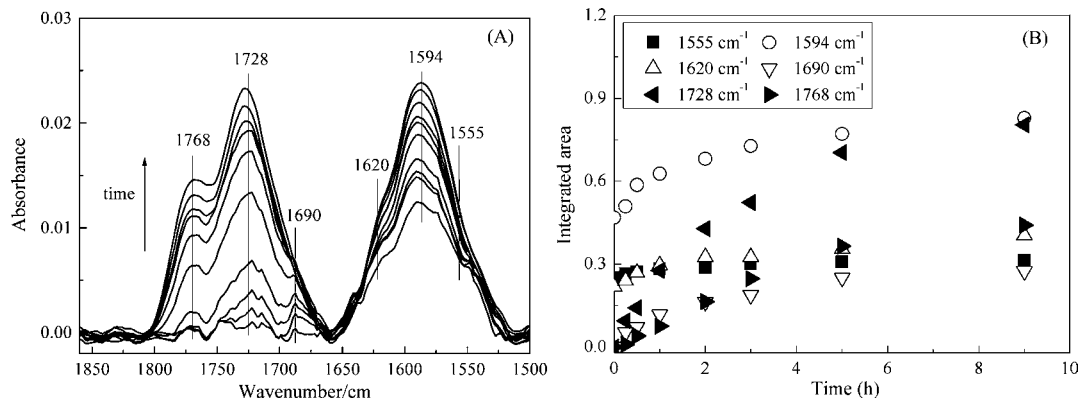 (A)
0.03
0.02
0.01
0.00
Absorbance
time
1768
1728
1690
1620
1594
1555
1850
1800
1750
1700
1650
1600
1550
1500
Wavenumber/cm
(B)
1.2
0.9
0.6
0.3
0.0
Integrated area
1555 cm-1
1594 cm-1
1620 cm-1
1690 cm-1
1728 cm-1
1768 cm-1
0
2
4
6
8
10
Time (h)